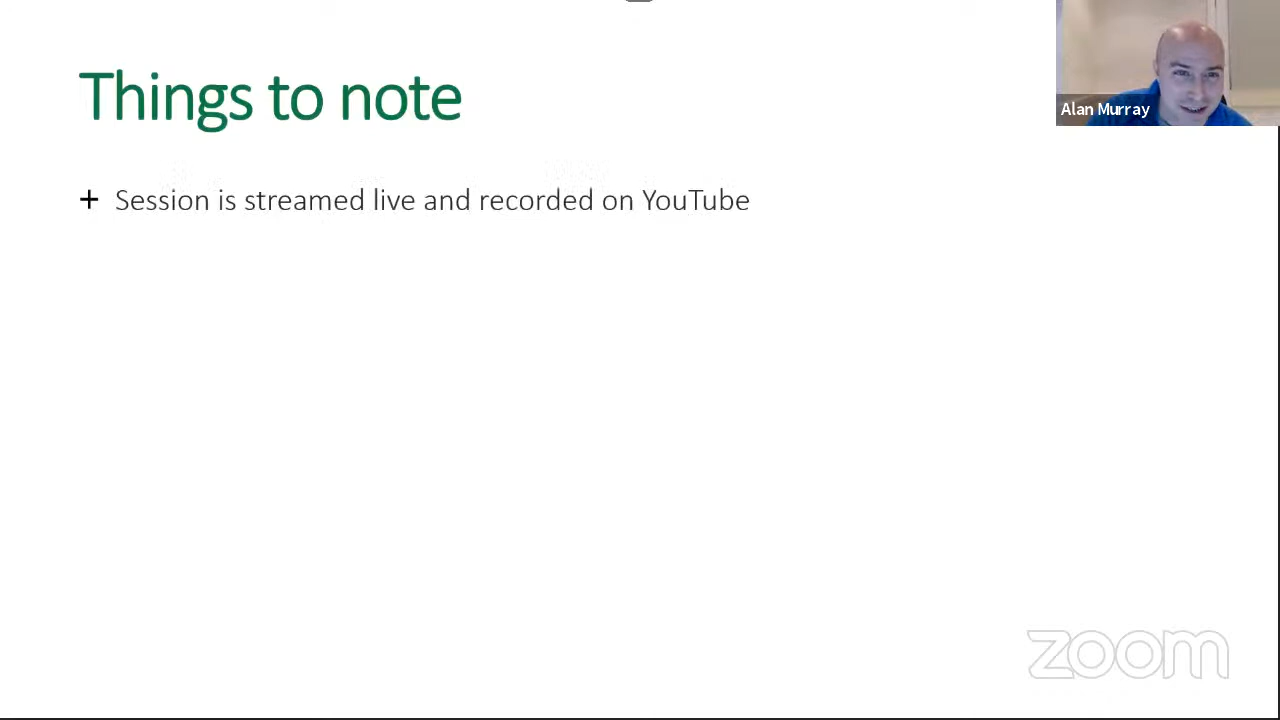 Things to note
Alan Murray
+ Session is streamed live and recorded on YouTube
zoom